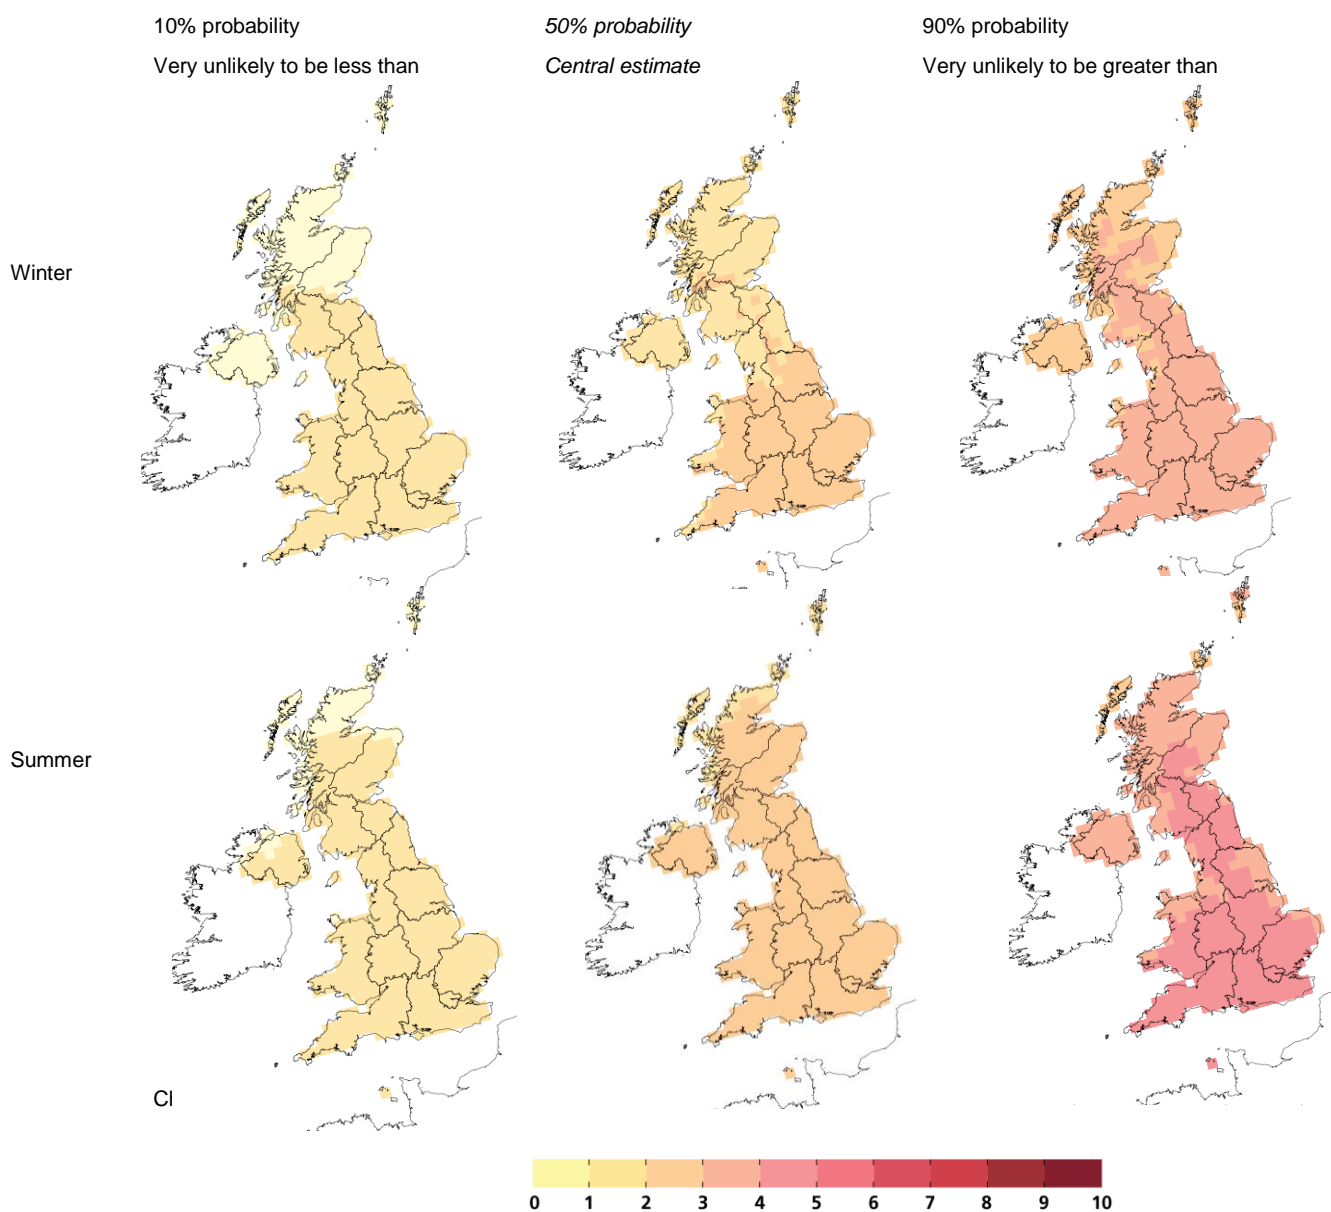 10% probability
50% probability
90% probability
Very unlikely to be less than
Central estimate
Very unlikely to be greater than
Winter
Summer
Cl
0 1 2 3 4 5 6 7 8 9 10